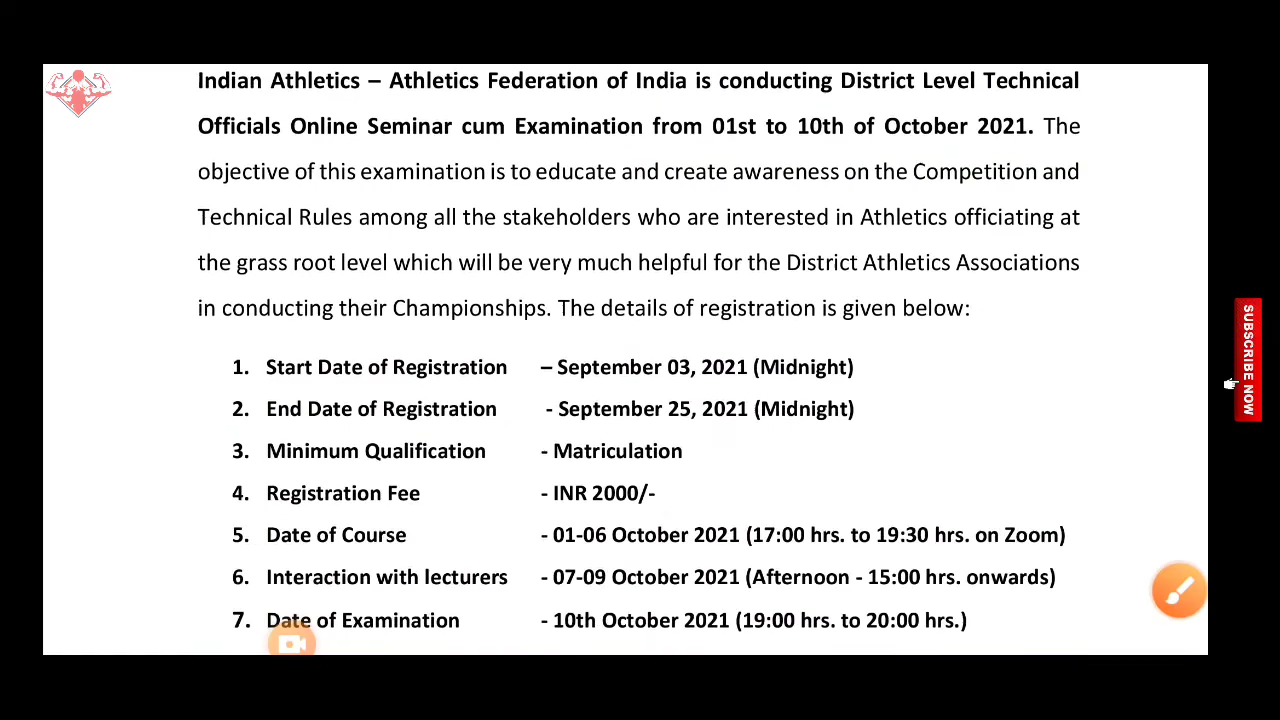 Indian Athletics – Athletics Federation of India is conducting District Level Technical
Officials Online Seminar cum Examination from 01st to 10th of October 2021. The
objective of this examination is to educate and create awareness on the Competition and
Technical Rules among all the stakeholders who are interested in Athletics officiating at
the grass root level which will be very much helpful for the District Athletics Associations
in conducting their Championships. The details of registration is given below:
1. Start Date of Registration – September 03, 2021 (Midnight)
2. End Date of Registration - September 25, 2021 (Midnight)
3. Minimum Qualification - Matriculation
4. Registration Fee - INR 2000/-
5. Date of Course - 01-06 October 2021 (17:00 hrs. to 19:30 hrs. on Zoom)
6. Interaction with lecturers - 07-09 October 2021 (Afternoon - 15:00 hrs. onwards)
7. Date of Examination - 10th October 2021 (19:00 hrs. to 20:00 hrs.)
SUBSCRIBE NOW